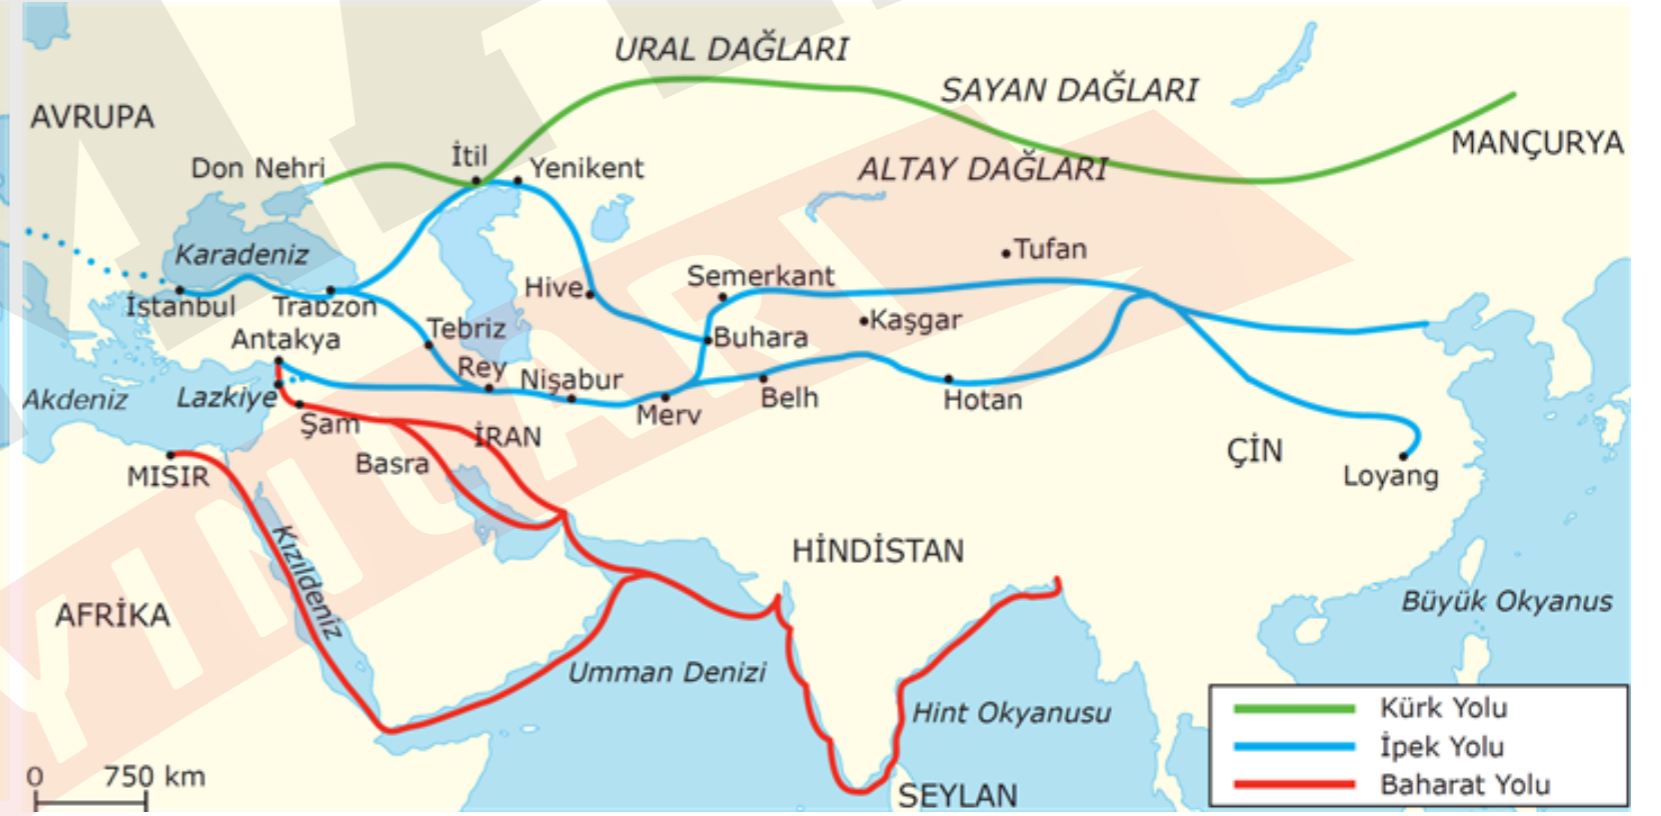 URAL DAĞLARI
SAYAN DAĞLARI
AVRUPA
MANÇURYA
Don Nehri
İtil
Yenikent
ALTAY DAĞLARI
Karadeniz
Tufan
İstanbul
Trabzon
Hive
Semerkant
Antakya
Tebriz
Buhara
Kaşgar
Rey
Nişabur
Akdeniz
Lazkiye
Merv
Belh
Hotan
Şam
İRAN
Basra
ÇİN
MISIR
Loyang
Kızıldeniz
HİNDİSTAN
AFRİKA
Büyük Okyanus
Umman Denizi
Hint Okyanusu
SEYLAN
0 750 km
Kürk Yolu
İpek Yolu
Baharat Yolu